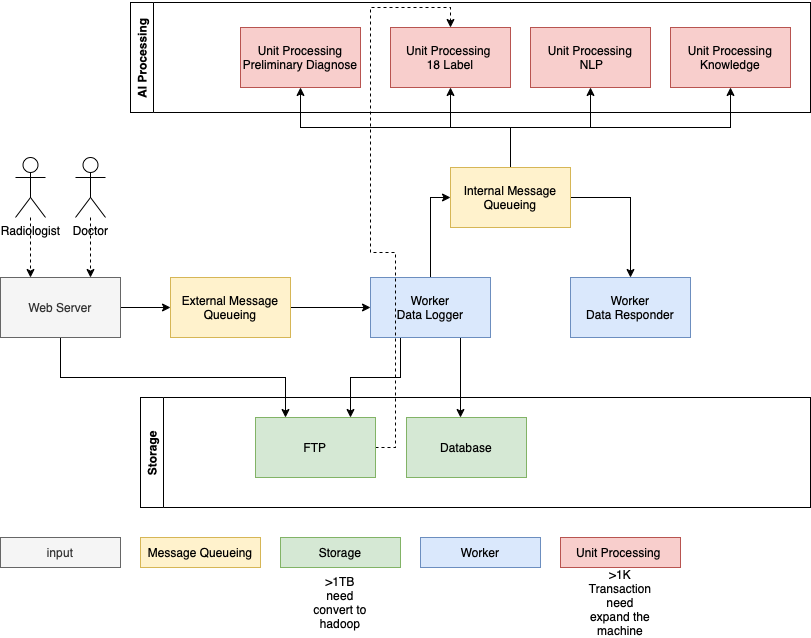 AI Processing
Unit Processing
Preliminary Diagnose
Unit Processing
18 Label
Unit Processing
NLP
Unit Processing
Knowledge
Internal Message
Queueing
Radiologist
Doctor
Web Server
External Message
Queueing
Worker
Data Logger
Worker
Data Responder
Storage
FTP
Database
input
Message Queueing
Storage
Worker
Unit Processing
>1TB
need
convert to
hadoop
>1K
Transaction
need
expand the
machine